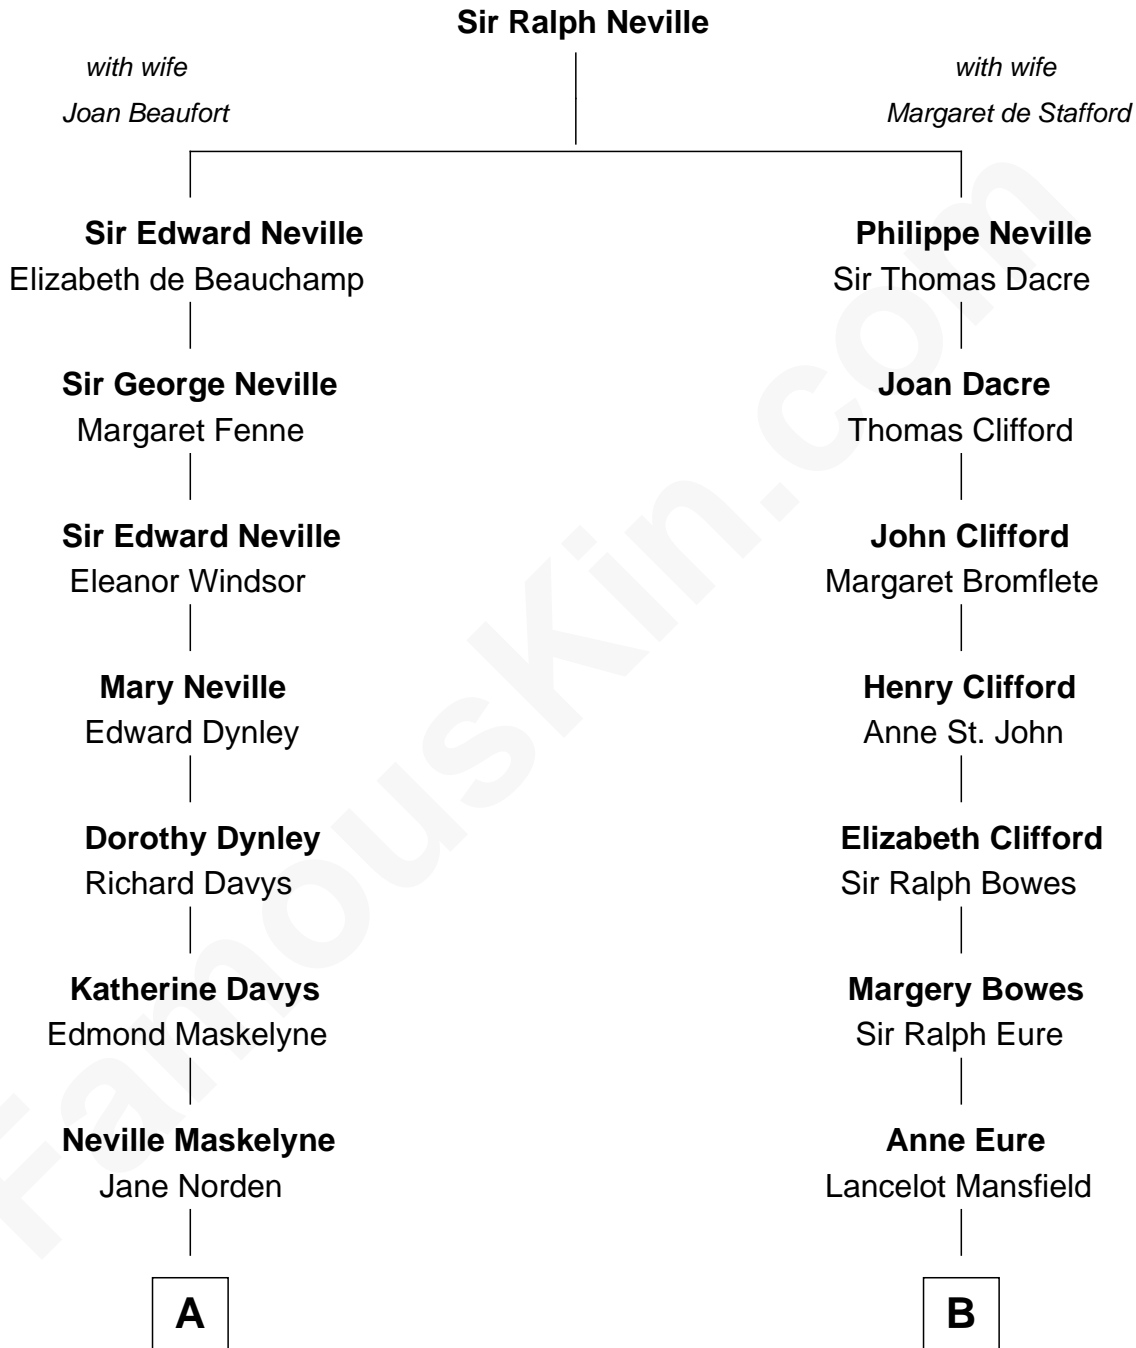 Sir Ralph Neville
with wife
Joan Beaufort
with wife
Margaret de Stafford
Sir Edward Neville
Elizabeth de Beauchamp
Philippe Neville
Sir Thomas Dacre
Sir George Neville
Margaret Fenne
Joan Dacre
Thomas Clifford
Sir Edward Neville
Eleanor Windsor
John Clifford
Margaret Bromflete
Mary Neville
Edward Dynley
Henry Clifford
Anne St. John
Dorothy Dynley
Richard Davys
Elizabeth Clifford
Sir Ralph Bowes
Katherine Davys
Edmond Maskelyne
Margery Bowes
Sir Ralph Eure
Neville Maskelyne
Jane Norden
Anne Eure
Lancelot Mansfield
A
B
FamousKin.com